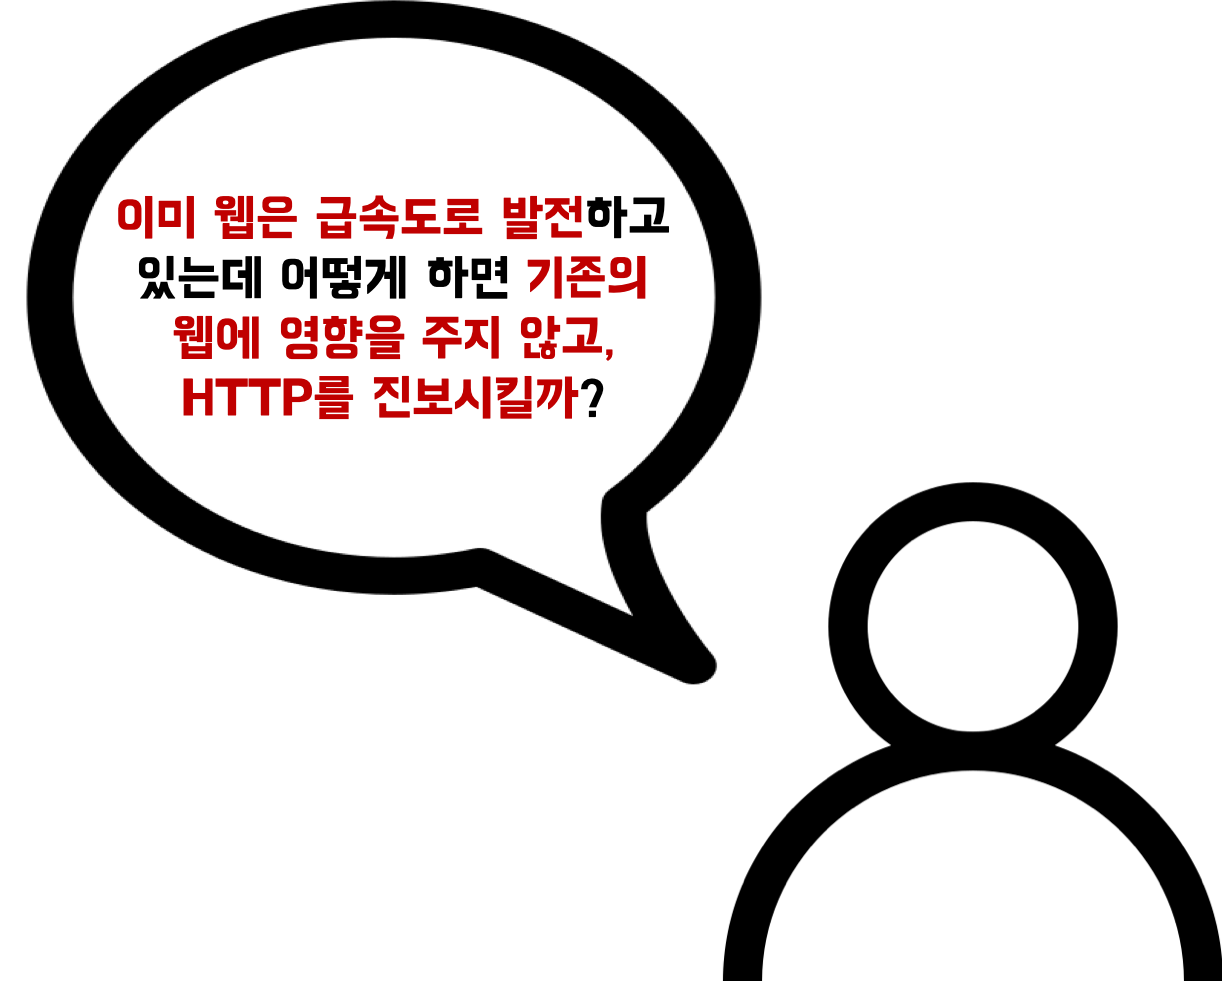 이미 웹은 급속도로 발전하고
있는데 어떻게 하면 기존의
웹에 영향을 주지 않고,
HTTP를 진보시킬까?